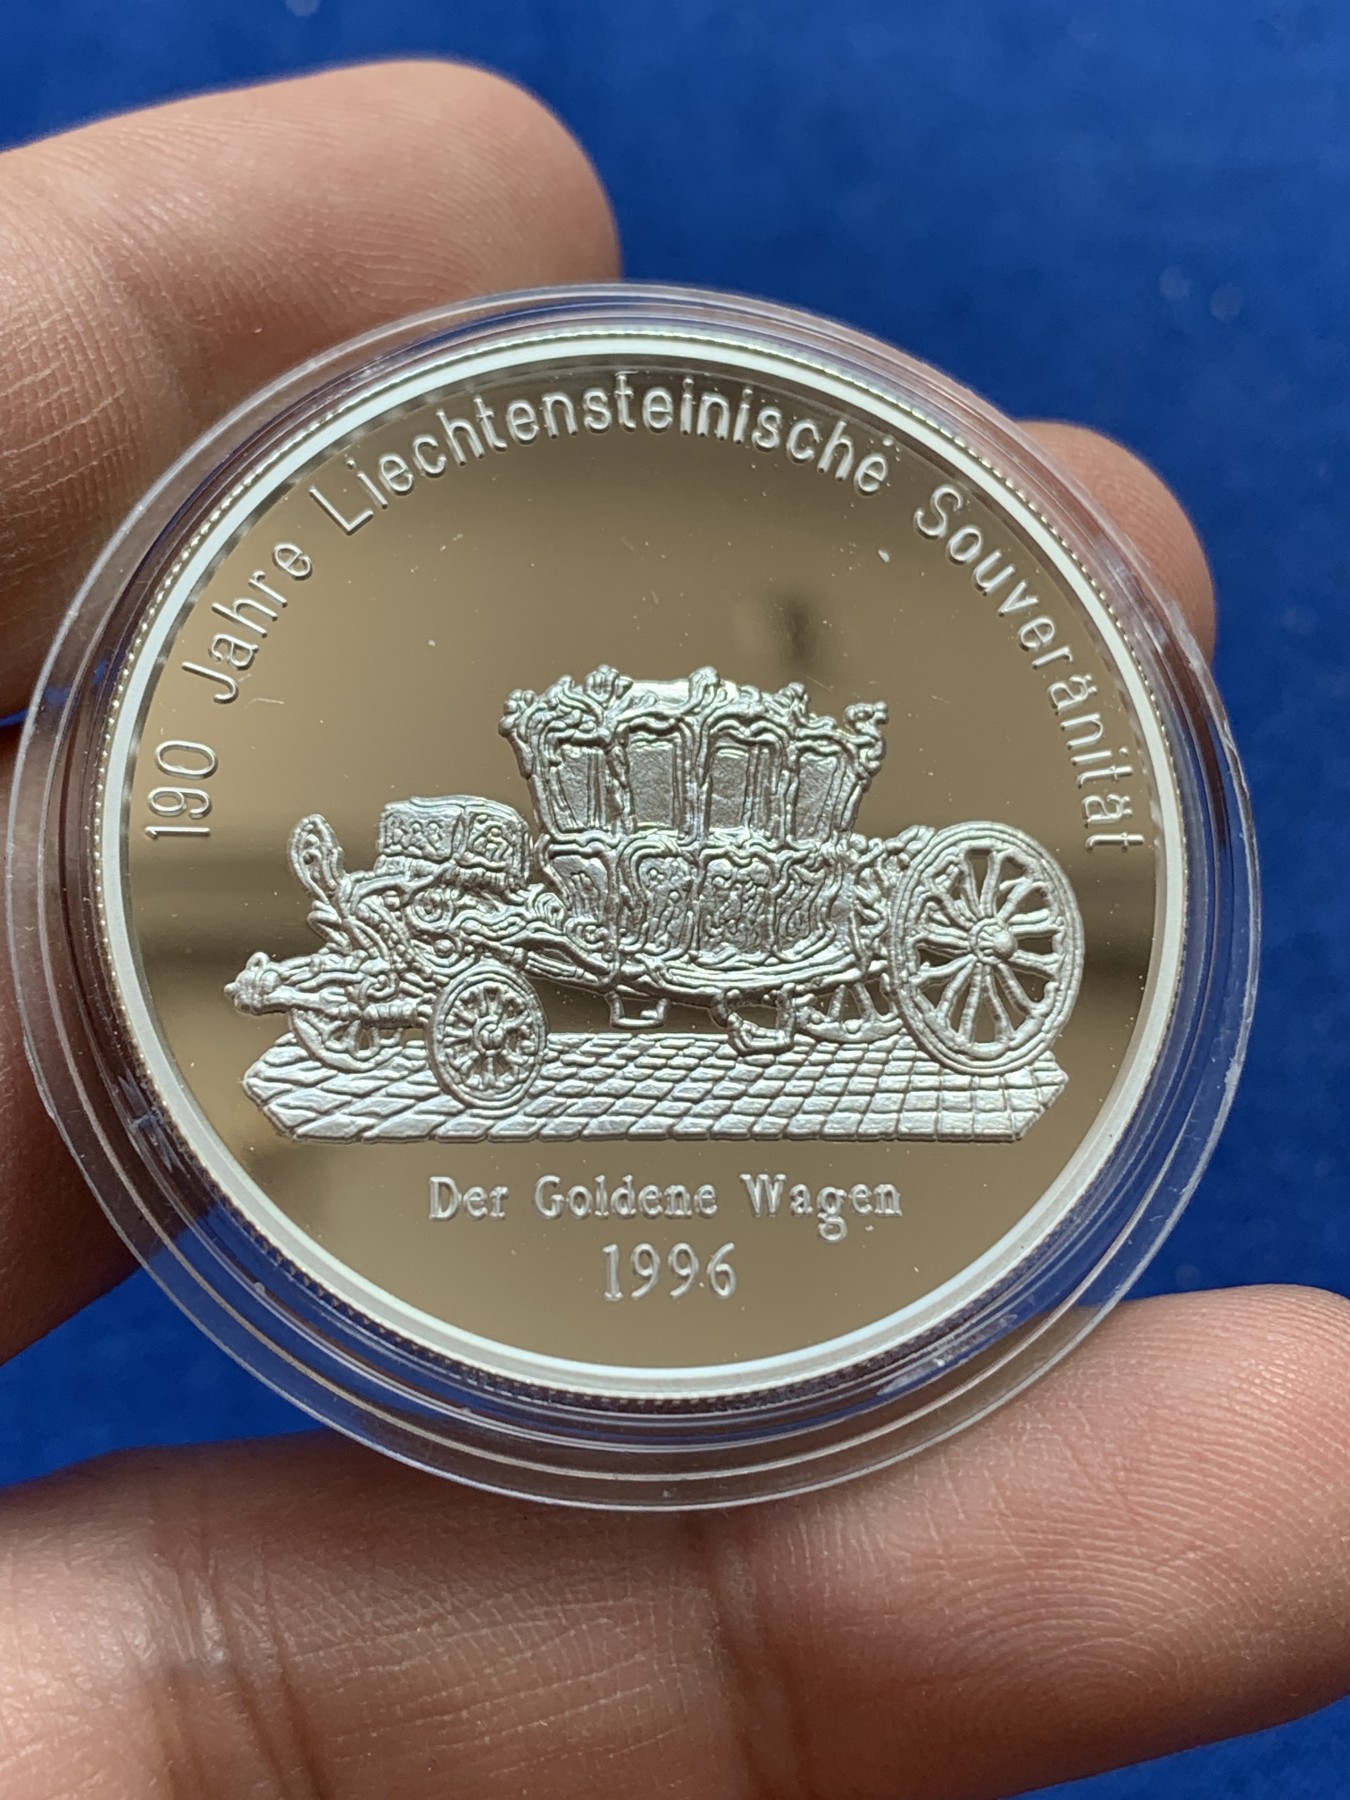 190 Jahre Liechtensteinische Souveränität
Der Goldene Wagen
1996